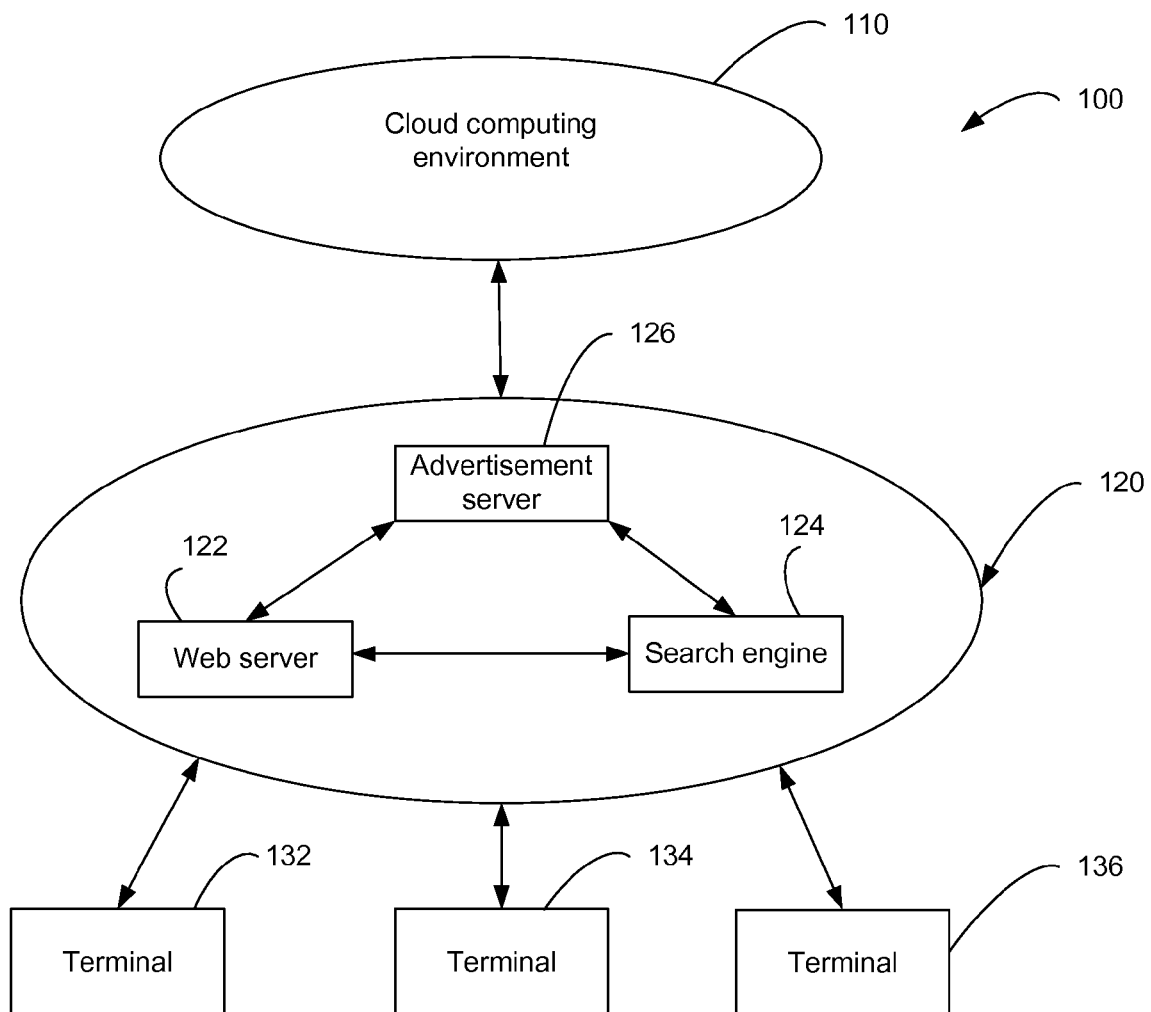 110
100
Cloud computing
environment
126
Advertisement
server
120
122
124
Web server
Search engine
132
134
136
Terminal
Terminal
Terminal